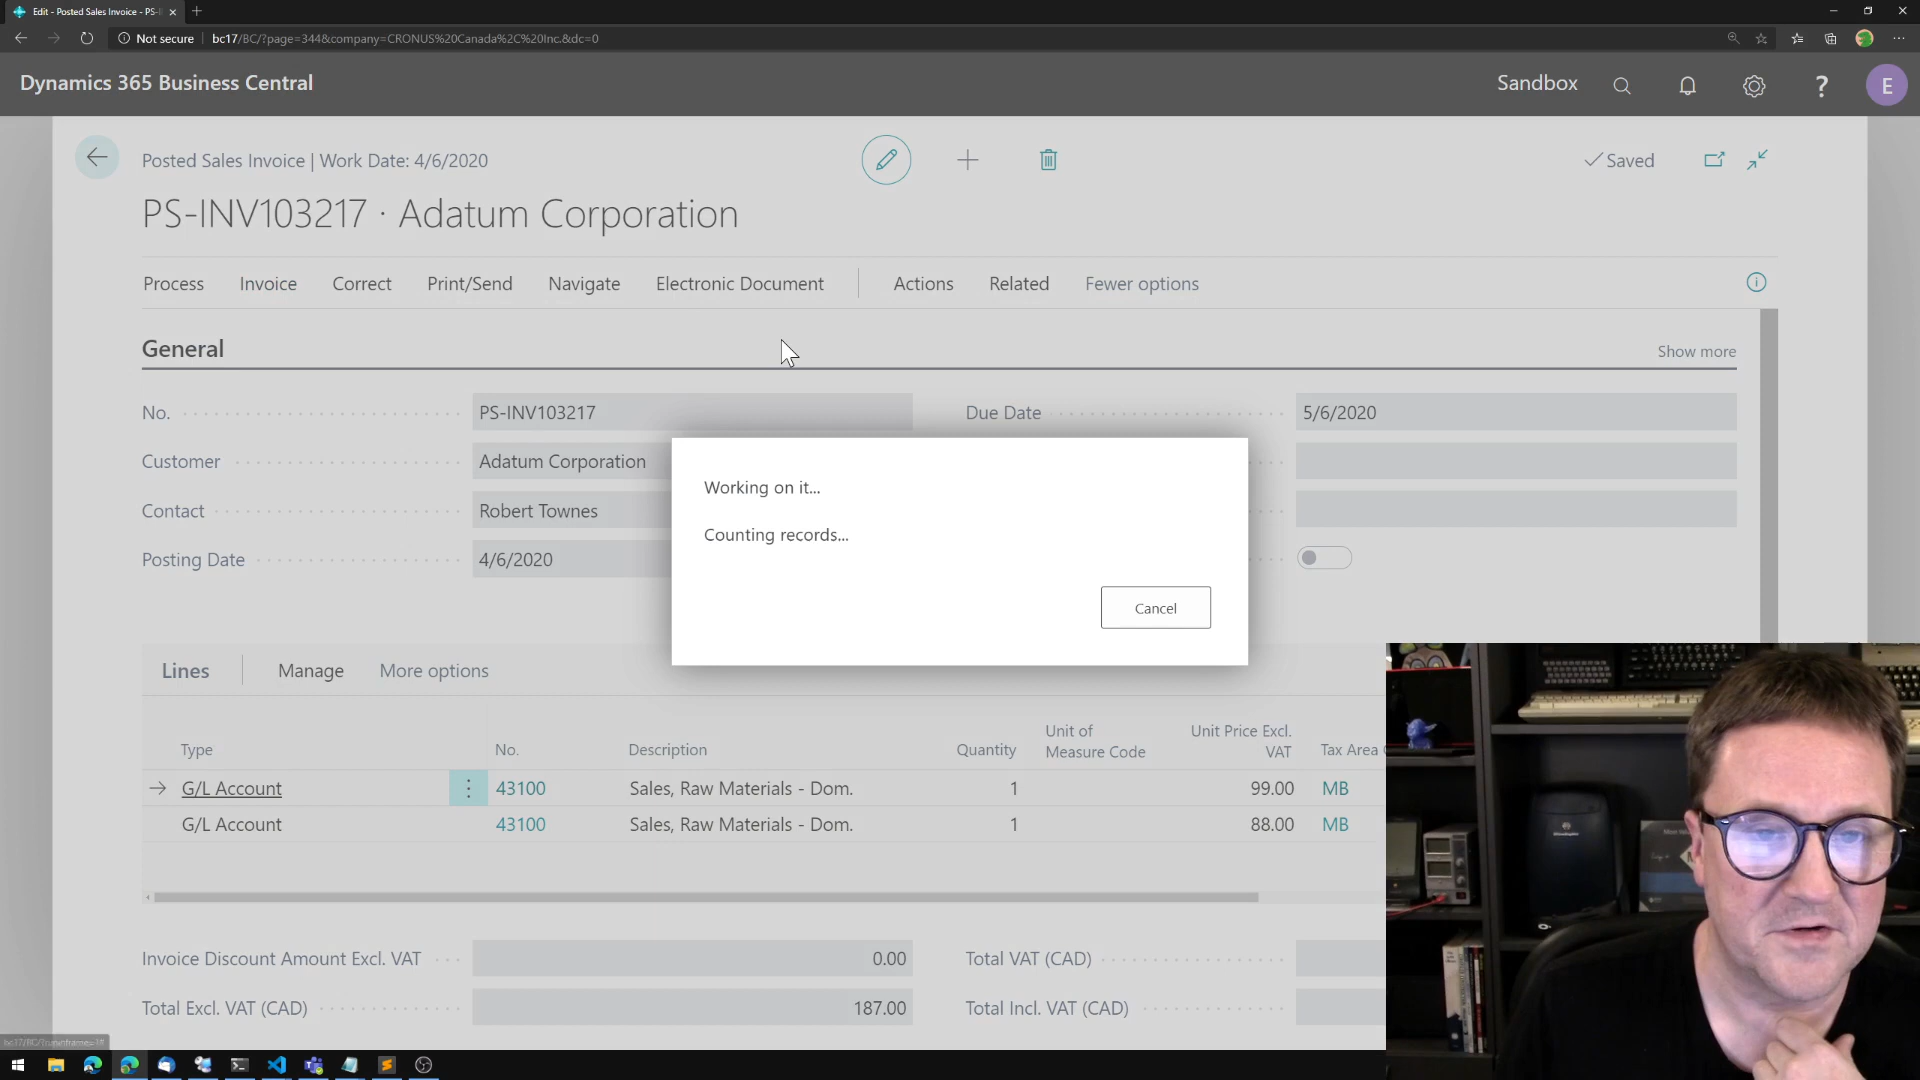 Edit - Posted Sales Invoice - PS-I
Not secure
bc17/BC/?page=344&company=CRONUS%20Canada%2C%20Inc.&dc=0
Dynamics 365 Business Central
Sandbox
?
E
Posted Sales Invoice | Work Date: 4/6/2020
Saved
PS-INV103217 · Adatum Corporation
Process Invoice Correct Print/Send Navigate Electronic Document Actions Related Fewer options
General
Show more
No. PS-INV103217 Due Date 5/6/2020
Customer Adatum Corporation
Working on it...
Contact Robert Townes
Counting records...
Posting Date 4/6/2020
Cancel
Lines Manage More options
Type No. Description Quantity Unit of Measure Code Unit Price Excl. VAT Tax Area
G/L Account 43100 Sales, Raw Materials - Dom. 1 99.00 MB
G/L Account 43100 Sales, Raw Materials - Dom. 1 88.00 MB
Invoice Discount Amount Excl. VAT 0.00 Total VAT (CAD)
Total Excl. VAT (CAD) 187.00 Total Incl. VAT (CAD)